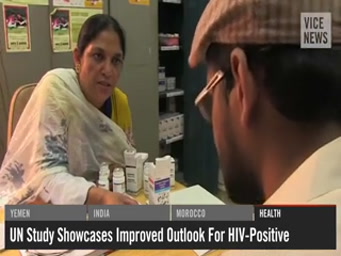 VICE
NEWS
YEMEN INDIA MOROCCO HEALTH
UN Study Showcases Improved Outlook For HIV-Positive